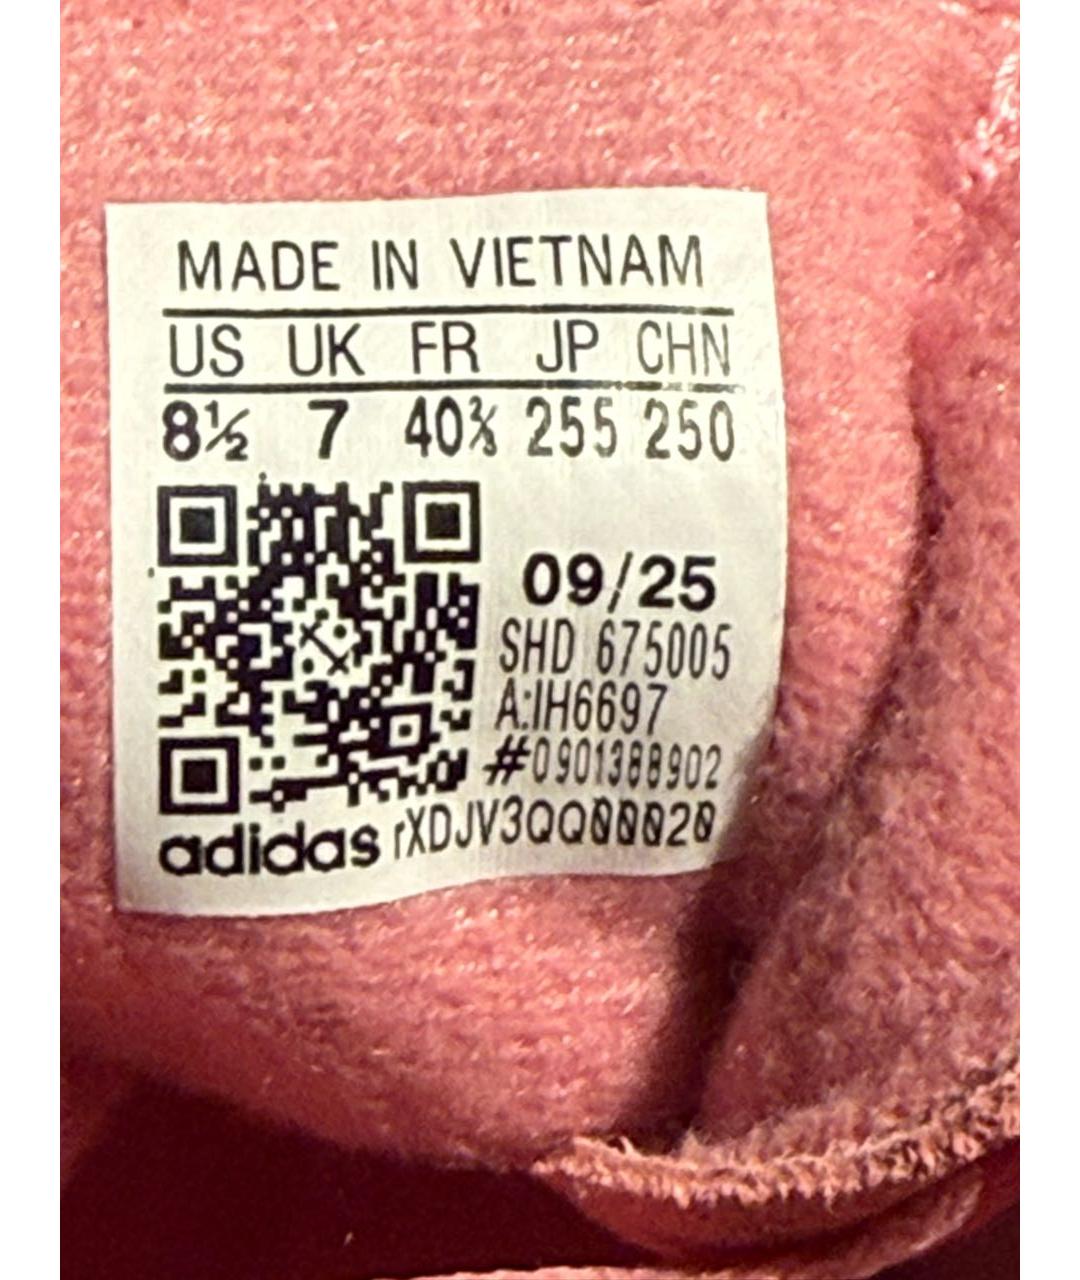 MADE IN VIETNAM
US UK FR JP CHN
8½ 7 40⅔ 255 250
09/25
SHD 675005
A:IH6697
#0901388902
adidas rXDJV3QQ00020